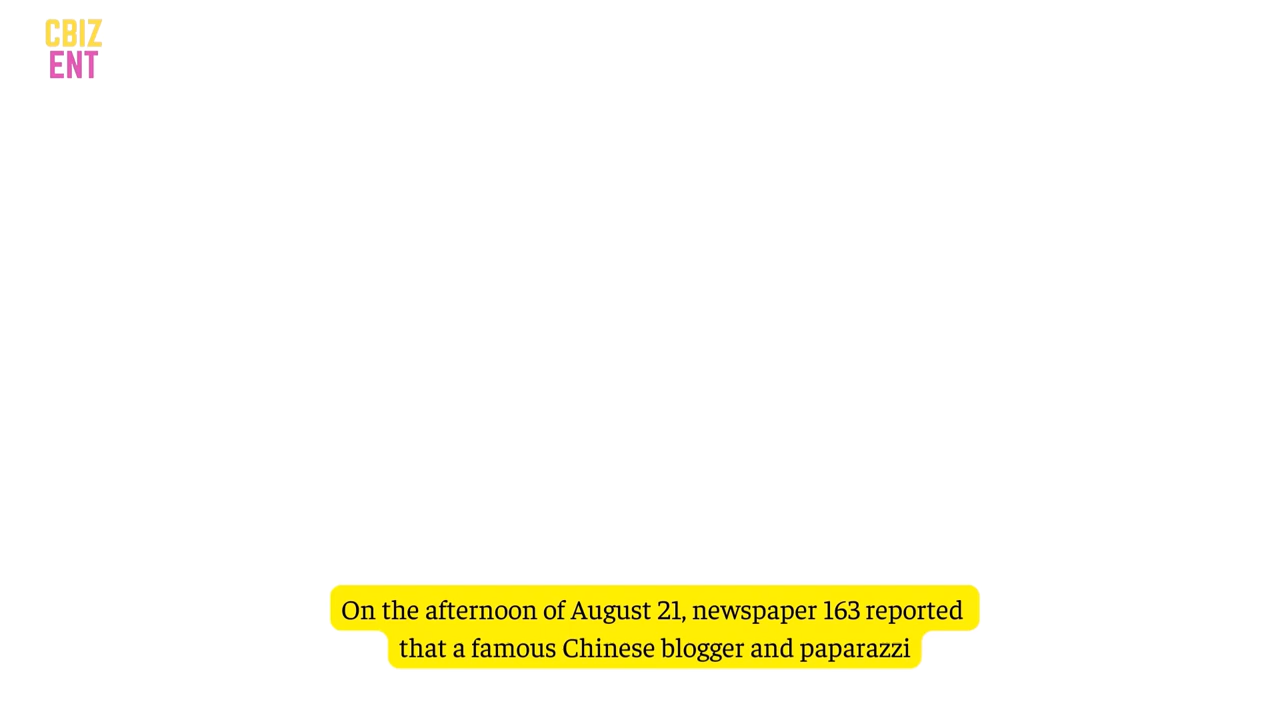 CBIZ
ENT
On the afternoon of August 21, newspaper 163 reported
that a famous Chinese blogger and paparazzi